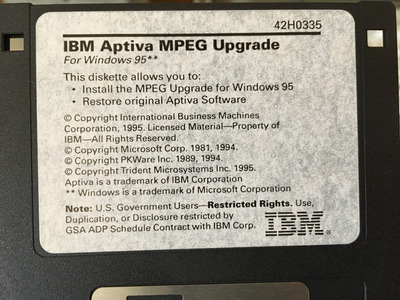 42H0335
IBM Aptiva MPEG Upgrade
For Windows 95**
This diskette allows you to:
• Install the MPEG Upgrade for Windows 95
• Restore original Aptiva Software
© Copyright International Business Machines
Corporation, 1995. Licensed Material—Property of
IBM—All Rights Reserved.
© Copyright Microsoft Corp. 1981, 1994.
© Copyright PKWare Inc. 1989, 1994.
© Copyright Trident Microsystems Inc. 1995.
Aptiva is a trademark of IBM Corporation
** Windows is a trademark of Microsoft Corporation
Note: U.S. Government Users—Restricted Rights. Use,
Duplication, or Disclosure restricted by
GSA ADP Schedule Contract with IBM Corp.
IBM®